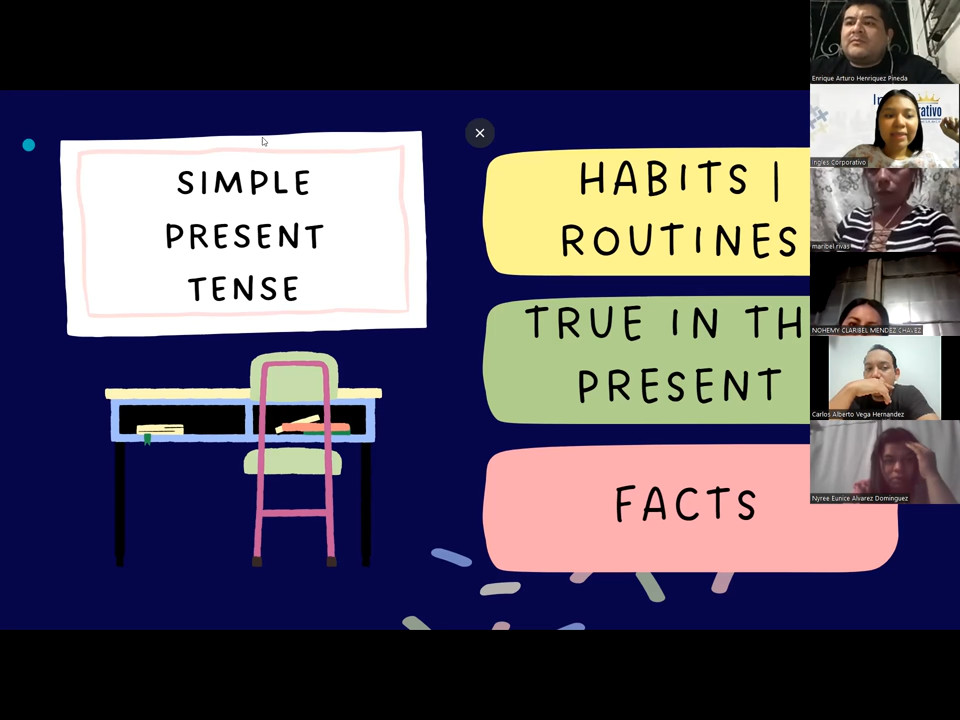 SIMPLE
PRESENT
TENSE
HABITS |
ROUTINES
TRUE IN TH
PRESENT
FACTS
Enrique Arturo Henriquez Pineda
Ingles Corporativo
maribel rivas
NOHEMY CLARIBEL MENDEZ CHAVEZ
Carlos Alberto Vega Hernandez
Nyree Eunice Alvarez Dominguez